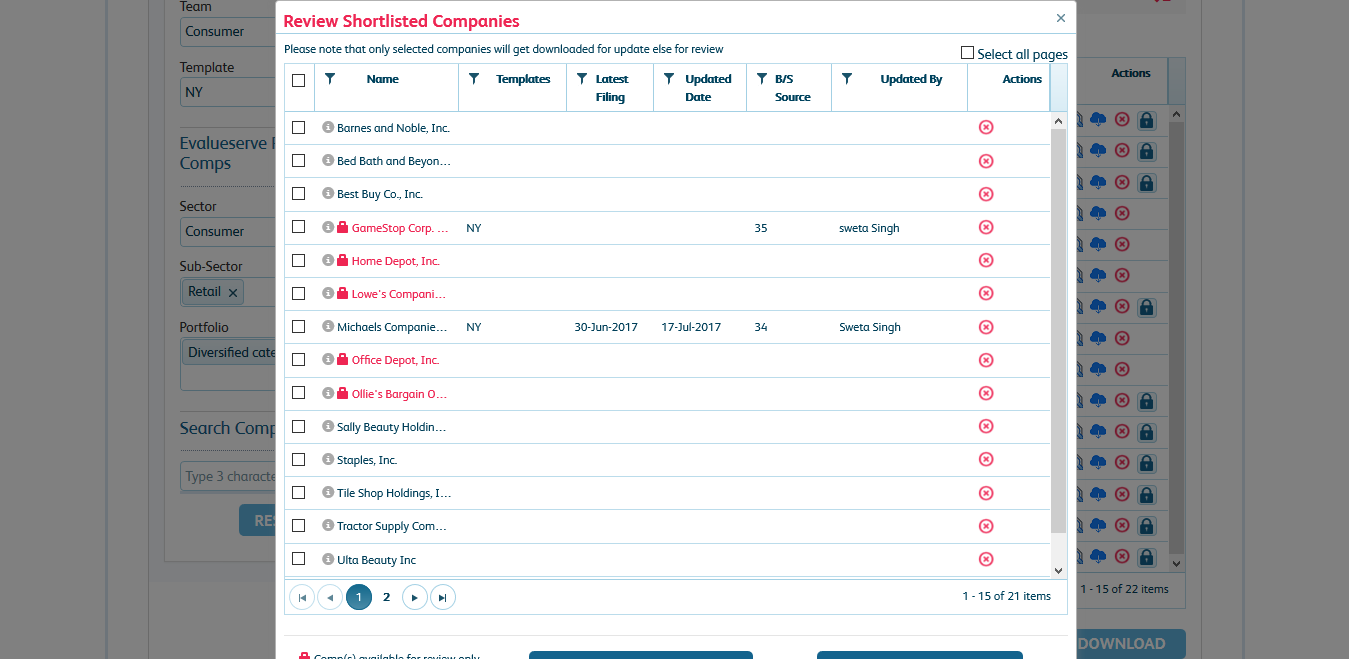 Team
Consumer
Template
NY
Evalueserve
Comps
Sector
Consumer
Sub-Sector
Retail ×
Portfolio
Diversified cate
Search Comp
Type 3 characte
RES
Review Shortlisted Companies
×
Please note that only selected companies will get downloaded for update else for review
Select all pages
Name Templates Latest Filing Updated Date B/S Source Updated By Actions
Barnes and Noble, Inc.
Bed Bath and Beyon...
Best Buy Co., Inc.
GameStop Corp. ... NY 35 sweta Singh
Home Depot, Inc.
Lowe's Compani...
Michaels Companie... NY 30-Jun-2017 17-Jul-2017 34 Sweta Singh
Office Depot, Inc.
Ollie's Bargain O...
Sally Beauty Holdin...
Staples, Inc.
Tile Shop Holdings, I...
Tractor Supply Com...
Ulta Beauty Inc
1 2
1 - 15 of 21 items
Comp(s) available for review only
Actions
1 - 15 of 22 items
DOWNLOAD